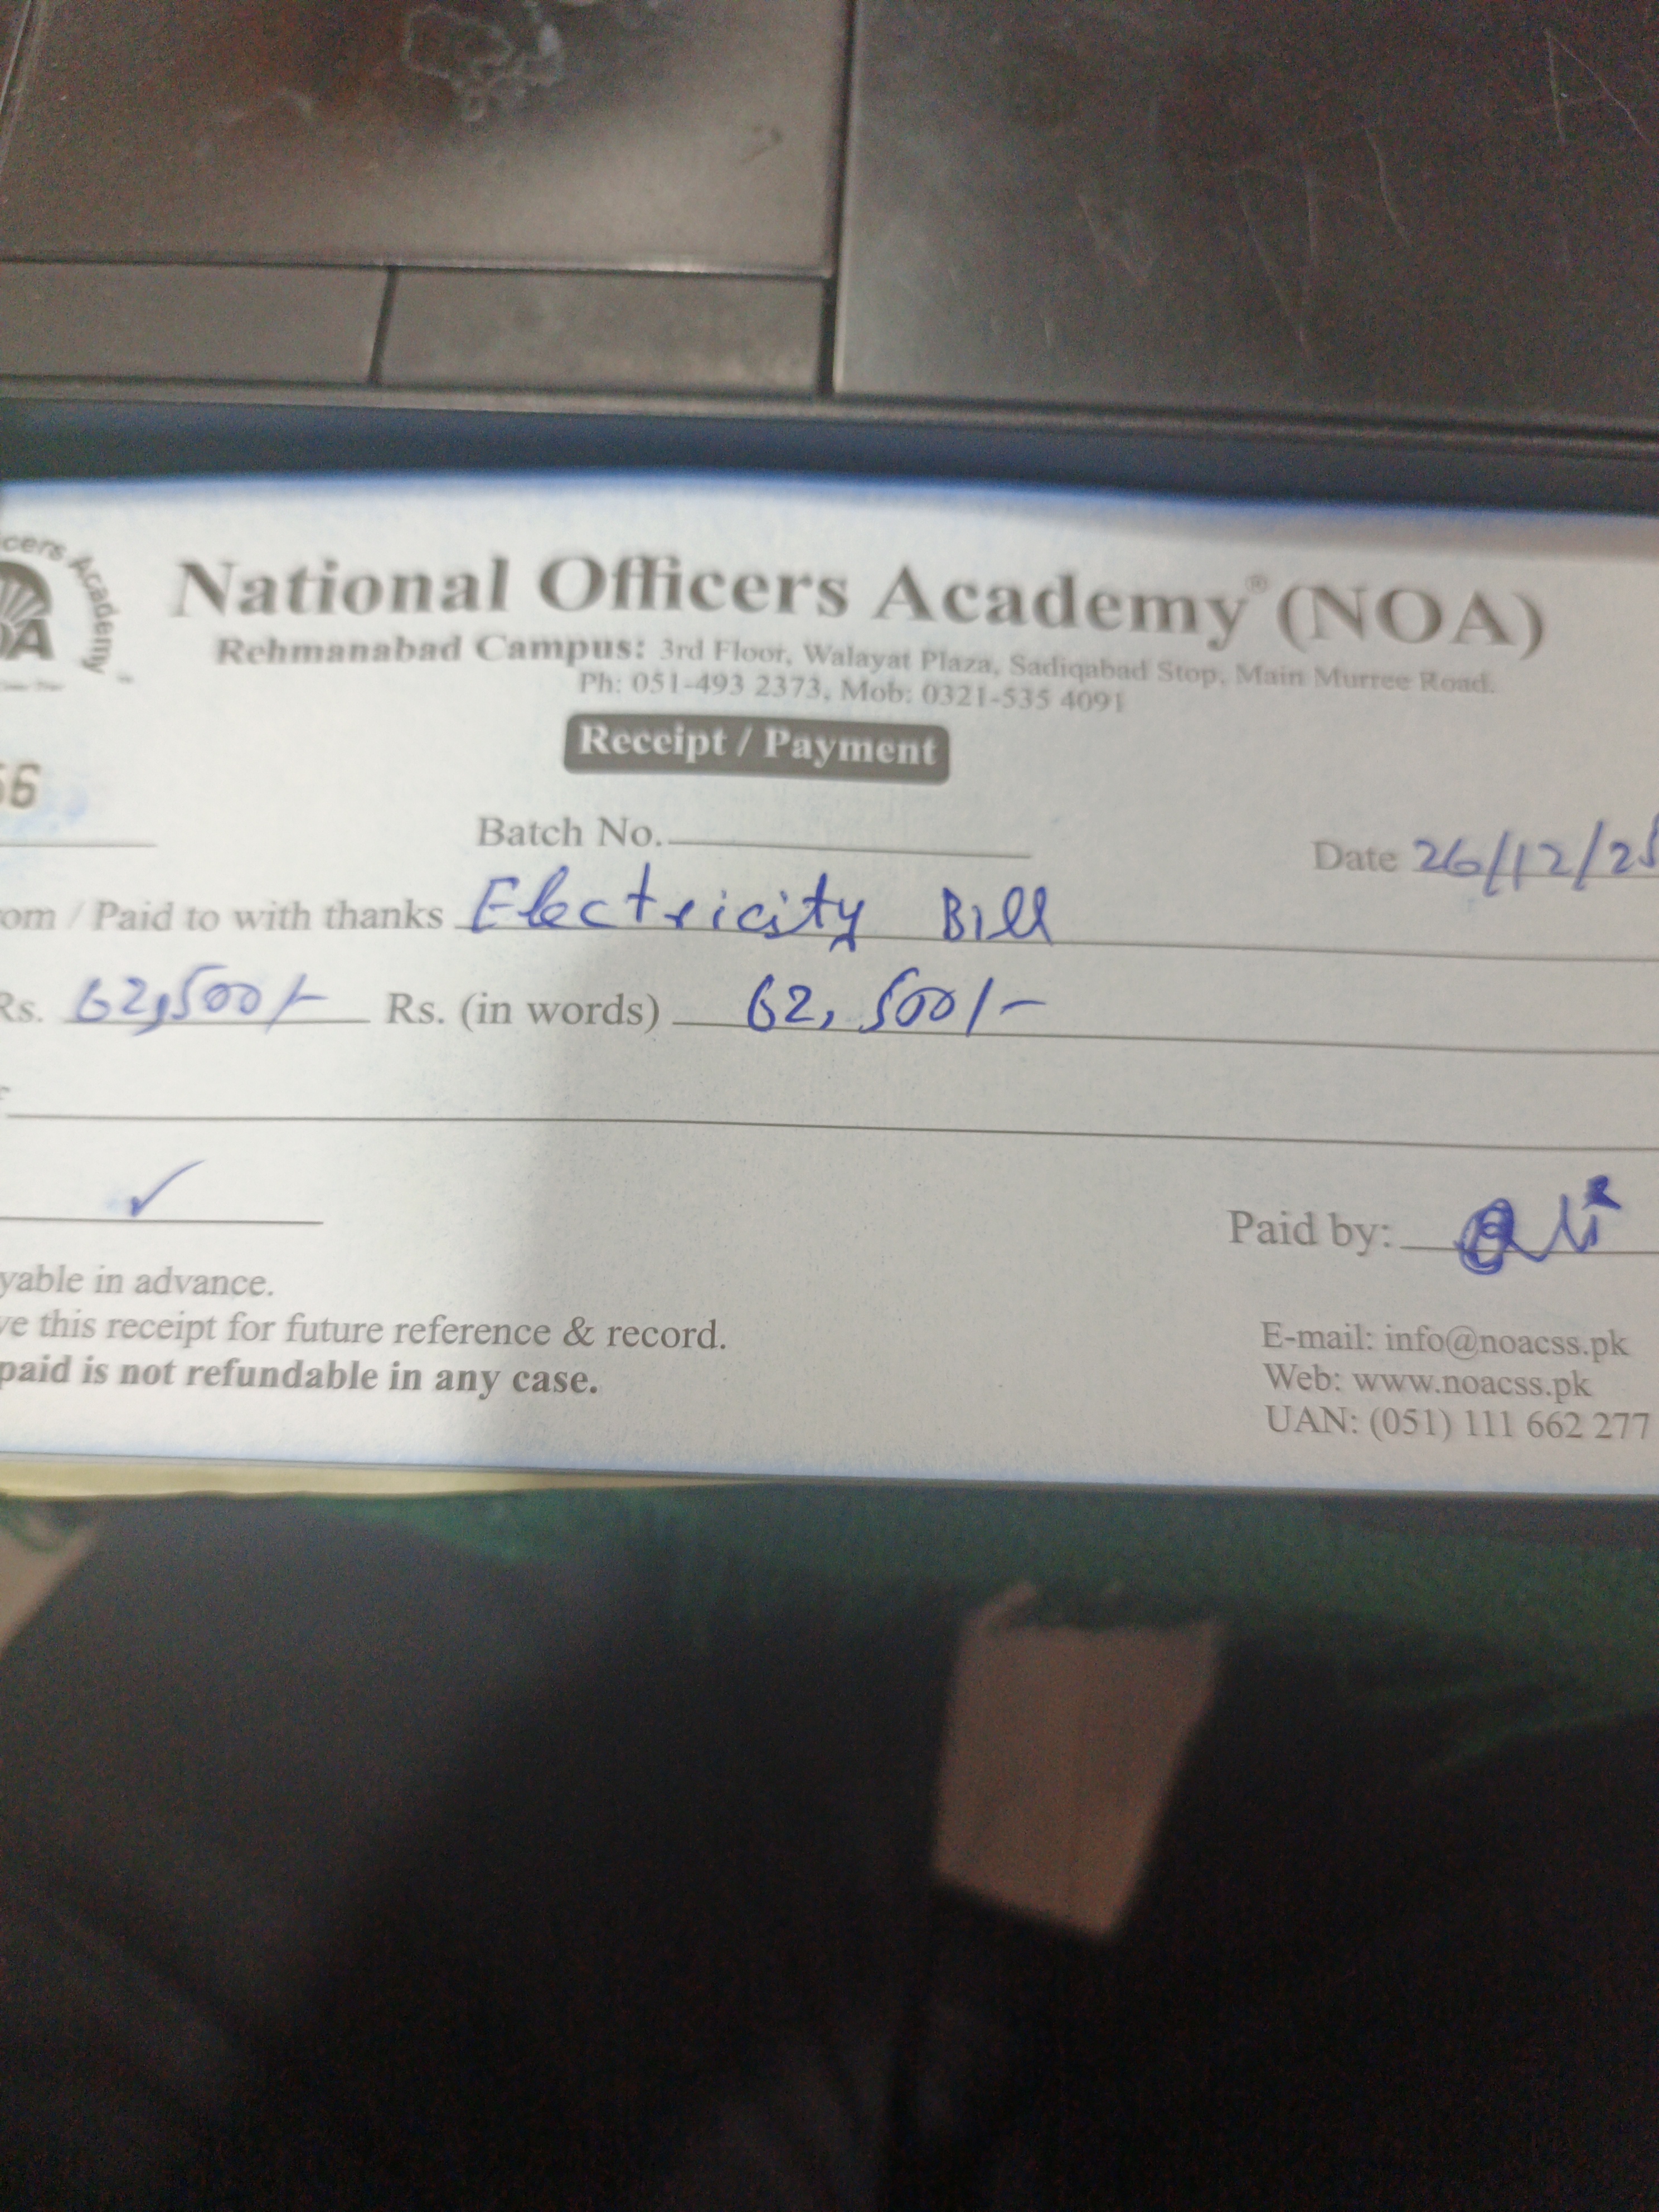 National Officers Academy® (NOA)
Rehmanabad Campus: 3rd Floor, Walayat Plaza, Sadiqabad Stop, Main Murree Road.
Ph: 051-493 2373, Mob: 0321-535 4091
Receipt / Payment
56
Batch No. Date 26/12/25
om / Paid to with thanks Electricity Bill
Rs. 62,500/- Rs. (in words) 62,500/-
Paid by: Ali
yable in advance.
ve this receipt for future reference & record.
paid is not refundable in any case.
E-mail: info@noacss.pk
Web: www.noacss.pk
UAN: (051) 111 662 277